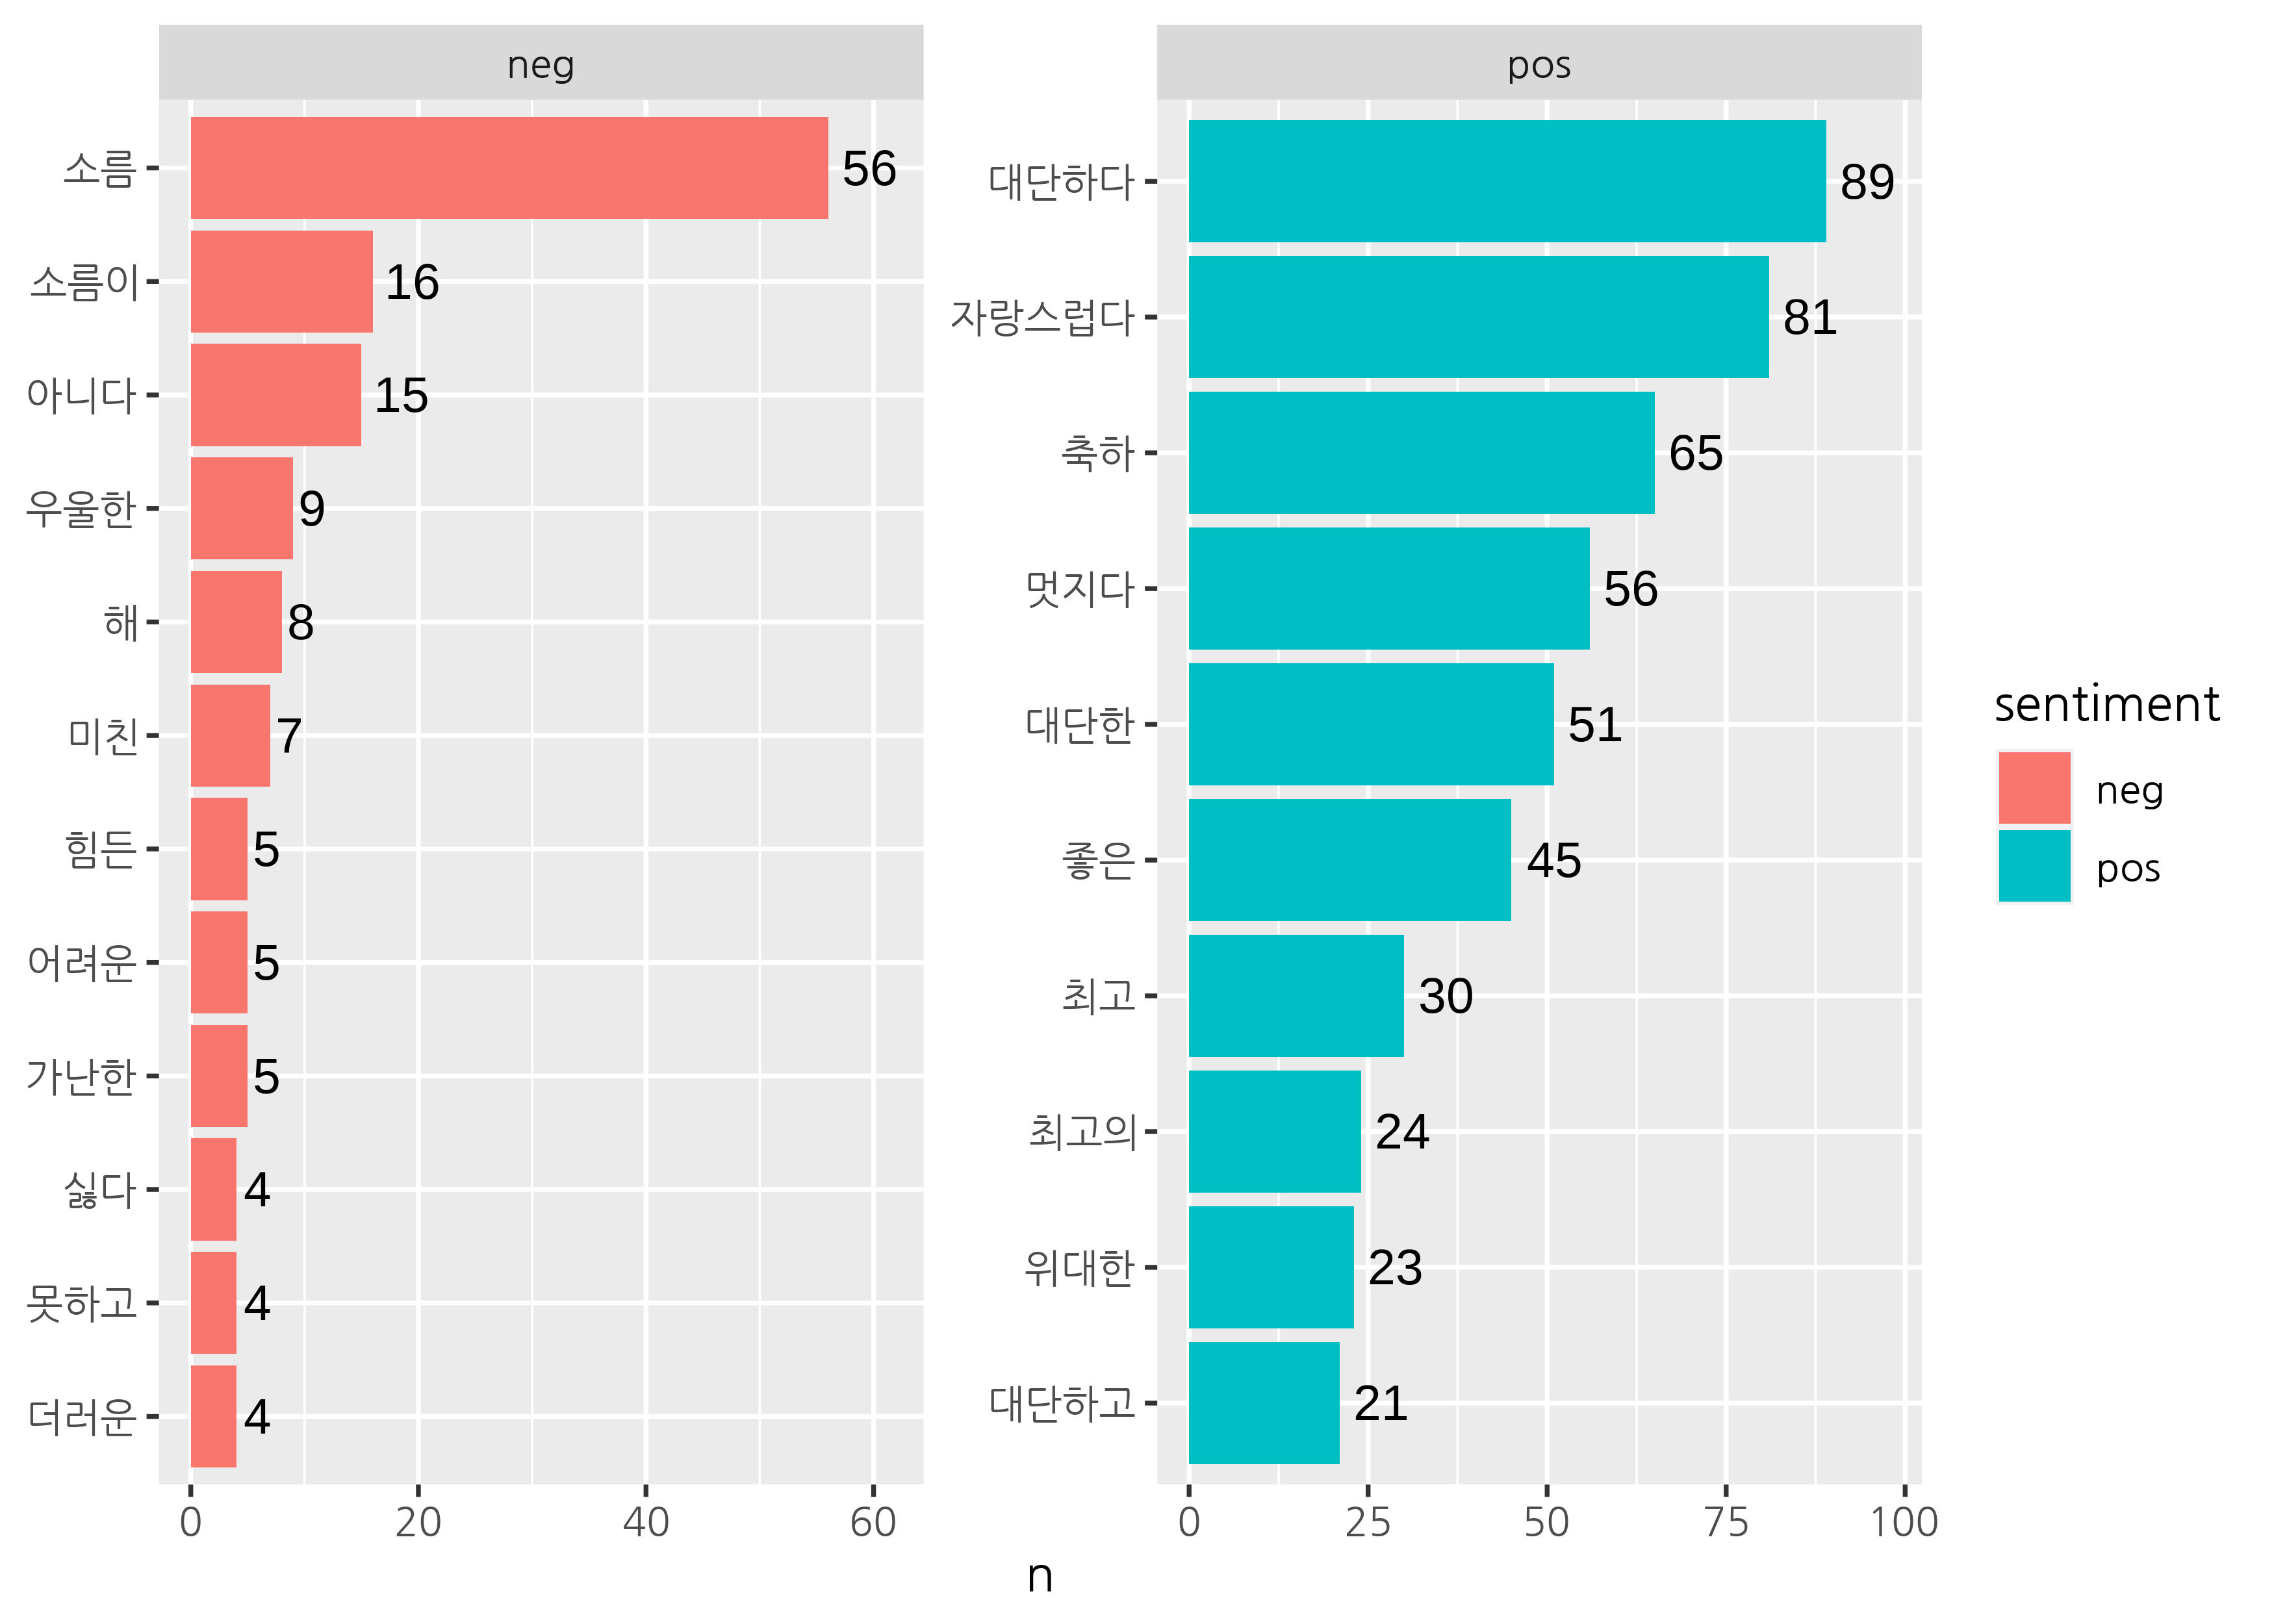 neg
소름 56
소름이 16
아니다 15
우울한 9
해 8
미친 7
힘든 5
어려운 5
가난한 5
싫다 4
못하고 4
더러운 4
0 20 40 60
pos
대단하다 89
자랑스럽다 81
축하 65
멋지다 56
대단한 51
좋은 45
최고 30
최고의 24
위대한 23
대단하고 21
0 25 50 75 100
n
sentiment
neg
pos